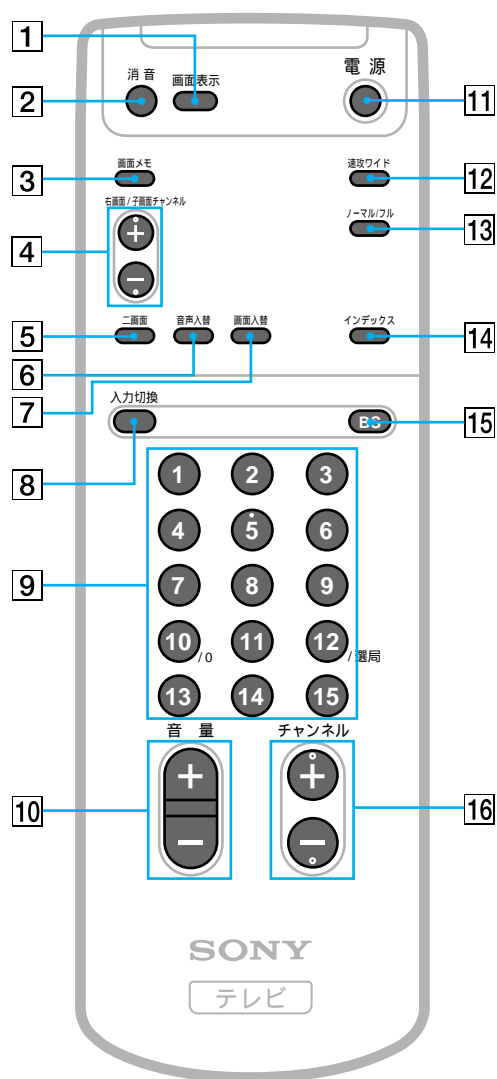 1
消音 画面表示 電源
2
11
画面メモ 速攻ワイド
3
12
右画面/子画面チャンネル ノーマル/フル
+
13
4
−
二画面 音声入替 画面入替 インデックス
5
14
6
7
入力切換
BS
15
8
1 2 3
4 5 6
9
7 8 9
10/0 11 12/選局
13 14 15
音量 チャンネル
+ +
10
16
− −
SONY
テレビ